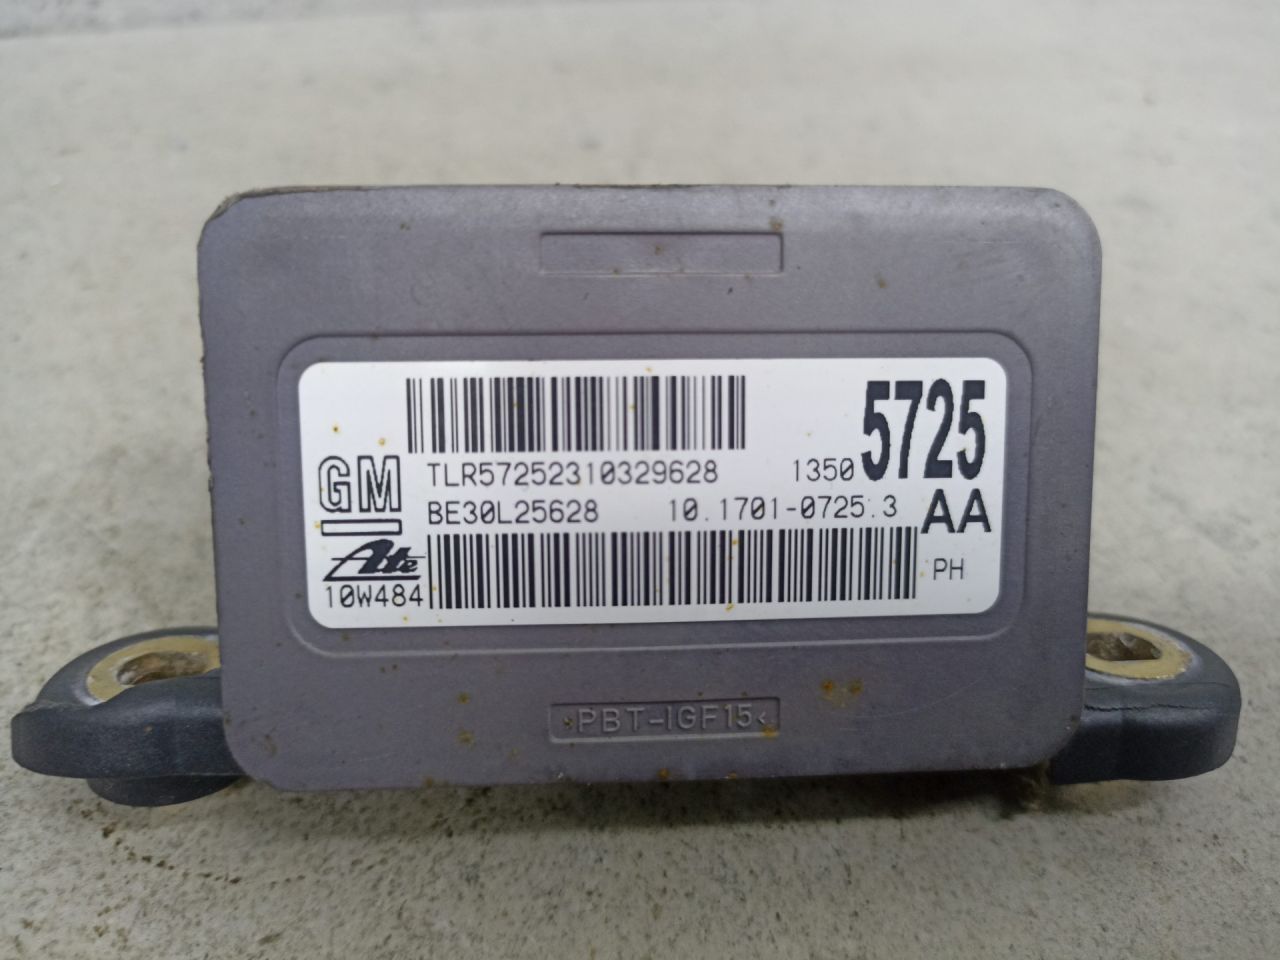 GM
TLR57252310329628
1350 5725
BE30L25628 10.1701-0725.3 AA
Ate
10W484
PH
>PBT-IGF15<